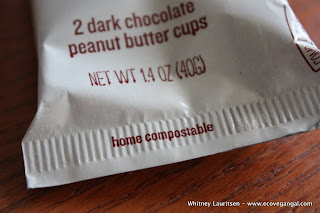 2 dark chocolate
peanut butter cups
NET WT 1.4 OZ (40G)
home compostable
Whitney Lauritsen ~ www.ecovegangal.com